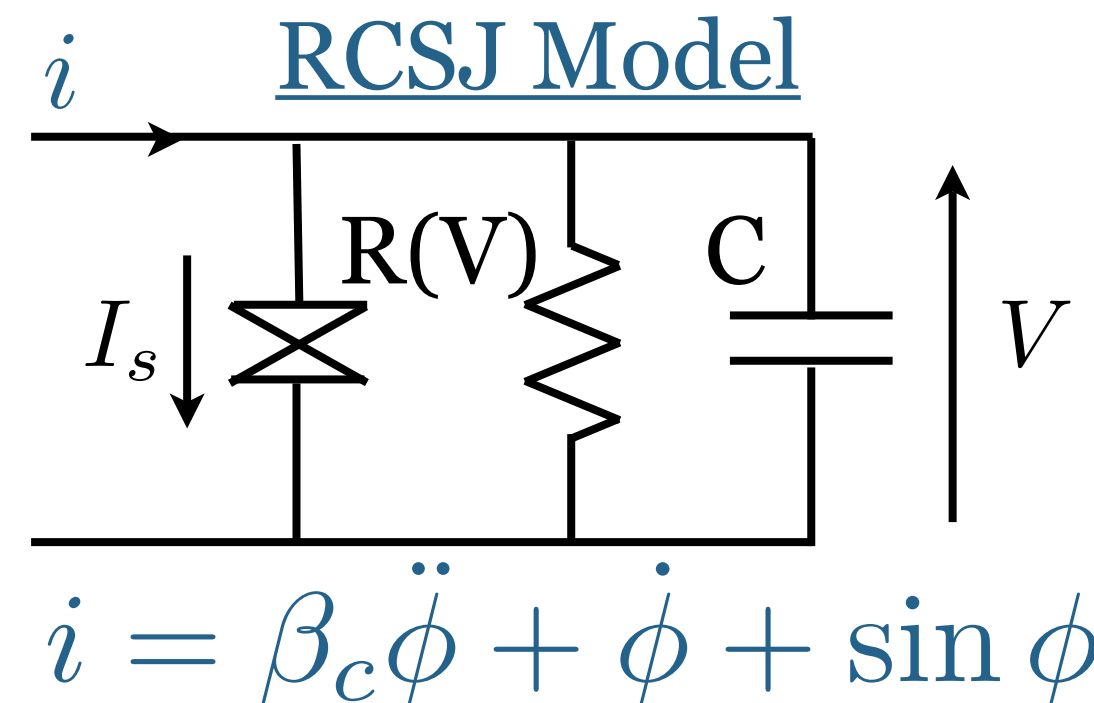 RCSJ Model
i
R(V)
C
I_s
V
i = β_c φ̈ + φ̇ + sin φ